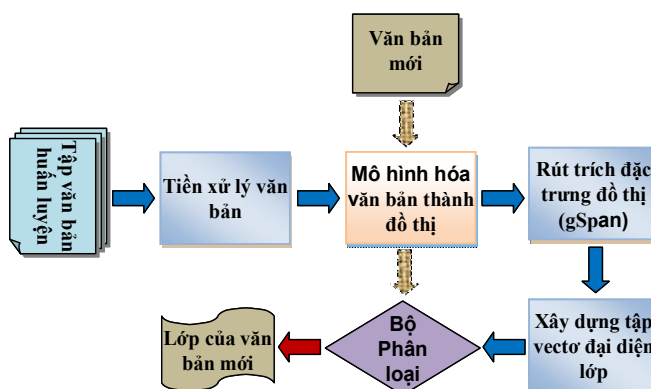 Văn bản
mới
Tập văn bản
huấn luyện
Tiền xử lý văn
bản
Mô hình hóa
văn bản thành
đồ thị
Rút trích đặc
trưng đồ thị
(gSpan)
Lớp của văn
bản mới
Bộ
Phân
loại
Xây dựng tập
vectơ đại diện
lớp